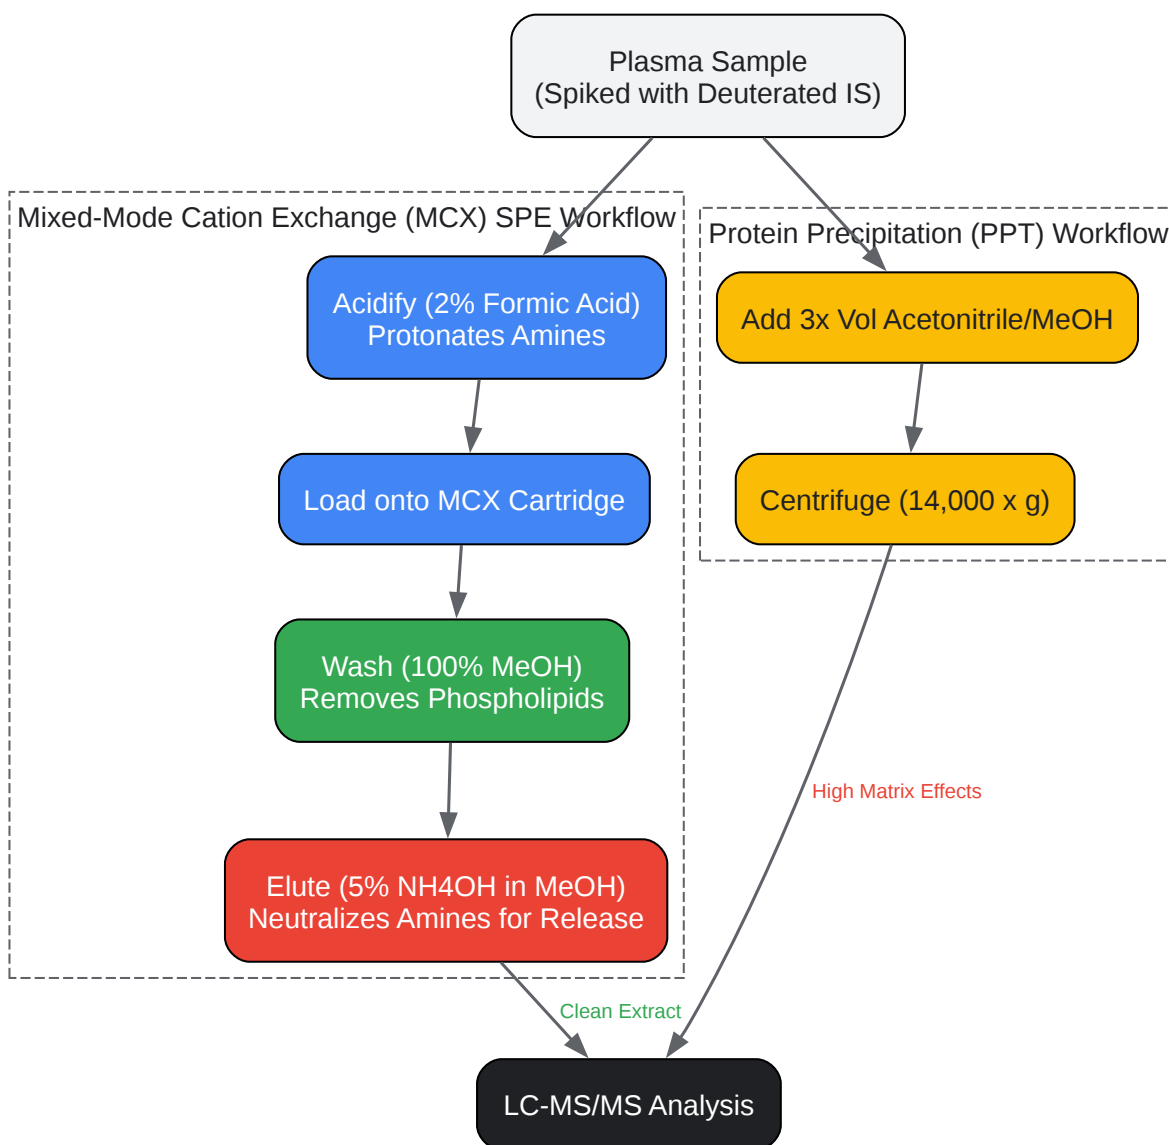 Plasma Sample
(Spiked with Deuterated IS)
Mixed-Mode Cation Exchange (MCX) SPE Workflow
Acidify (2% Formic Acid)
Protonates Amines
Load onto MCX Cartridge
Wash (100% MeOH)
Removes Phospholipids
Elute (5% NH4OH in MeOH)
Neutralizes Amines for Release
Clean Extract
Protein Precipitation (PPT) Workflow
Add 3x Vol Acetonitrile/MeOH
Centrifuge (14,000 x g)
High Matrix Effects
LC-MS/MS Analysis